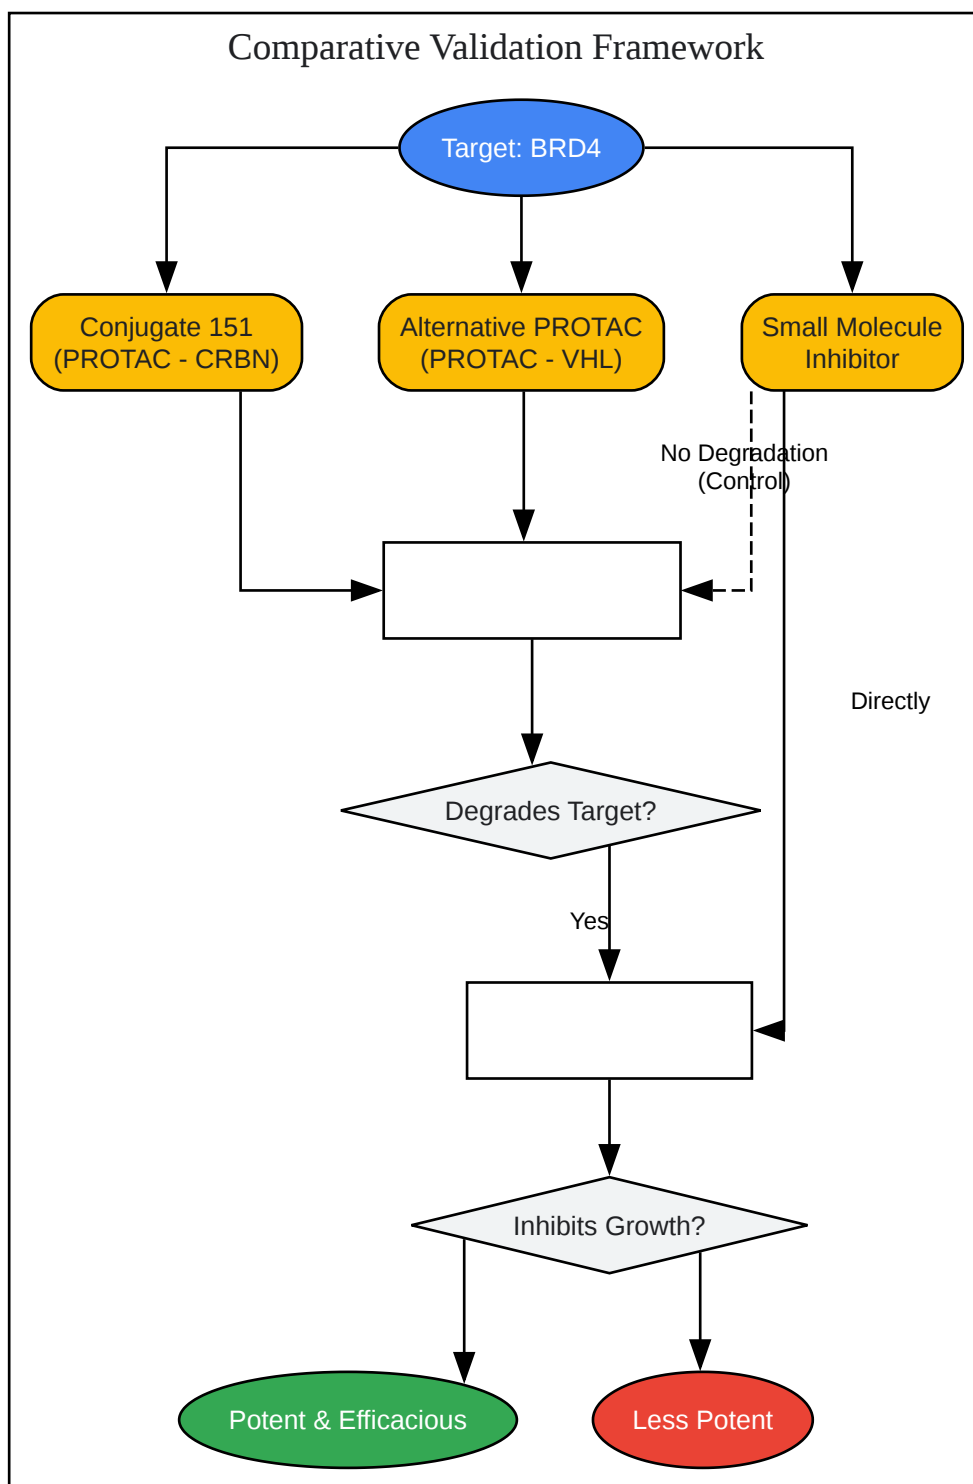 Comparative Validation Framework
Target: BRD4
Conjugate 151
(PROTAC - CRBN)
Alternative PROTAC
(PROTAC - VHL)
Small Molecule
Inhibitor
No Degradation
(Control)
Directly
Degrades Target?
Yes
Inhibits Growth?
Potent & Efficacious
Less Potent